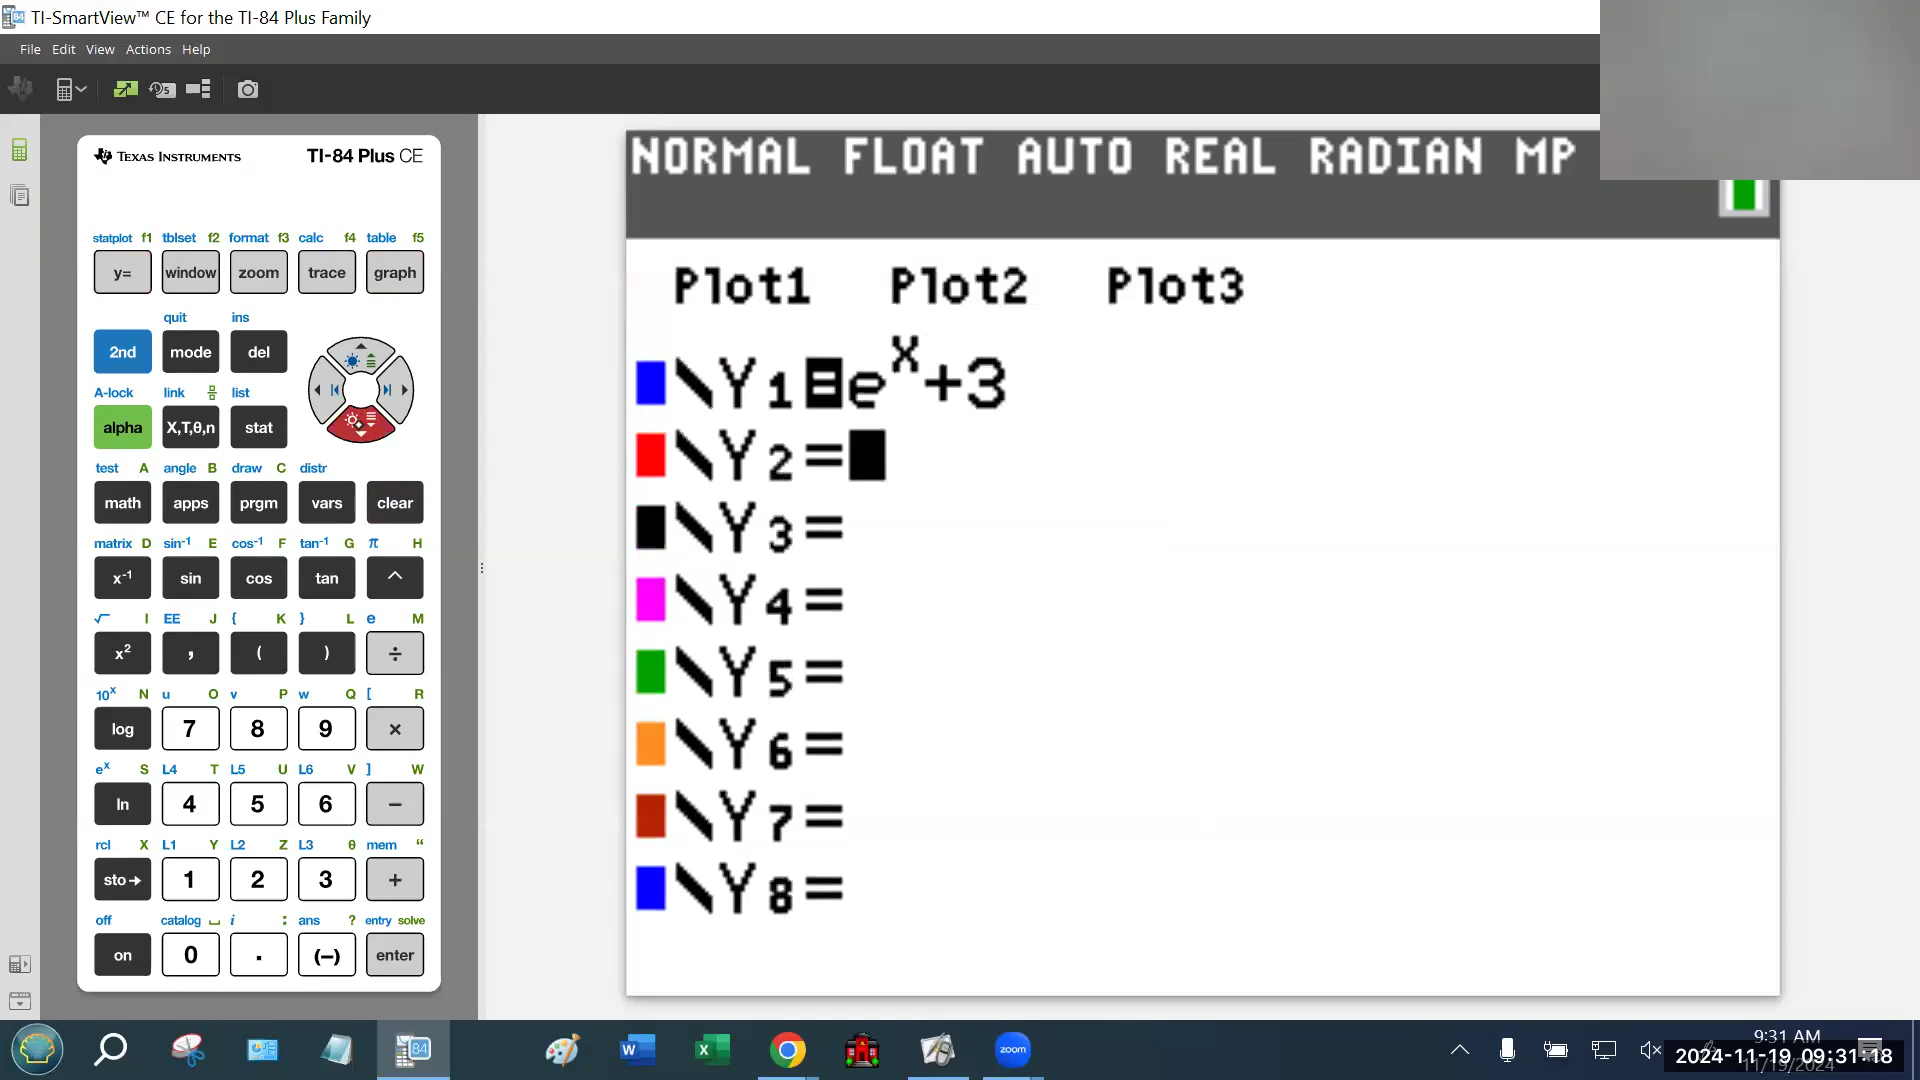 TI-SmartView™ CE for the TI-84 Plus Family
File Edit View Actions Help
TEXAS INSTRUMENTS TI-84 Plus CE
statplot f1 tblset f2 format f3 calc f4 table f5
y= window zoom trace graph
quit ins
2nd mode del
A-lock link list
alpha X,T,θ,n stat
test A angle B draw C distr
math apps prgm vars clear
matrix D sin⁻¹ E cos⁻¹ F tan⁻¹ G π H
x⁻¹ sin cos tan ^
√ I EE J { K } L e M
x² , ( ) ÷
10ˣ N u O v P w Q [ R
log 7 8 9 ×
eˣ S L4 T L5 U L6 V ] W
ln 4 5 6 −
rcl X L1 Y L2 Z L3 θ mem “
sto→ 1 2 3 +
off catalog ⎵ i : ans ? entry solve
on 0 . (−) enter
NORMAL FLOAT AUTO REAL RADIAN MP
Plot1 Plot2 Plot3
\Y1=eˣ+3
\Y2=
\Y3=
\Y4=
\Y5=
\Y6=
\Y7=
\Y8=
84
W X zoom
9:31 AM
2024-11-19 09:31:18
11/19/2024